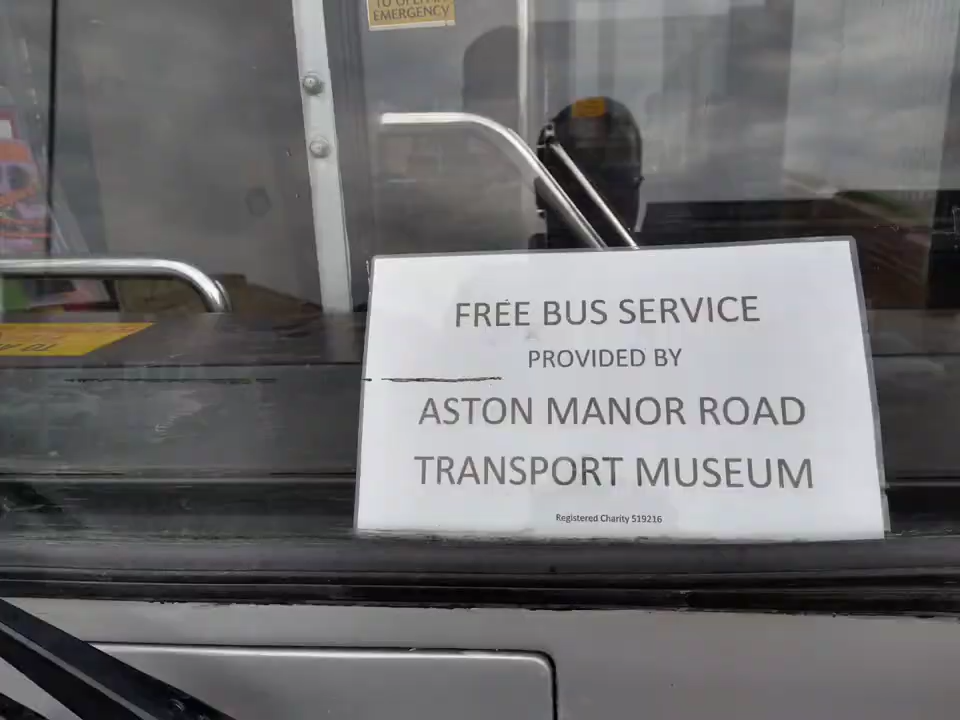 EMERGENCY
FREE BUS SERVICE
PROVIDED BY
ASTON MANOR ROAD
TRANSPORT MUSEUM
Registered Charity 519216